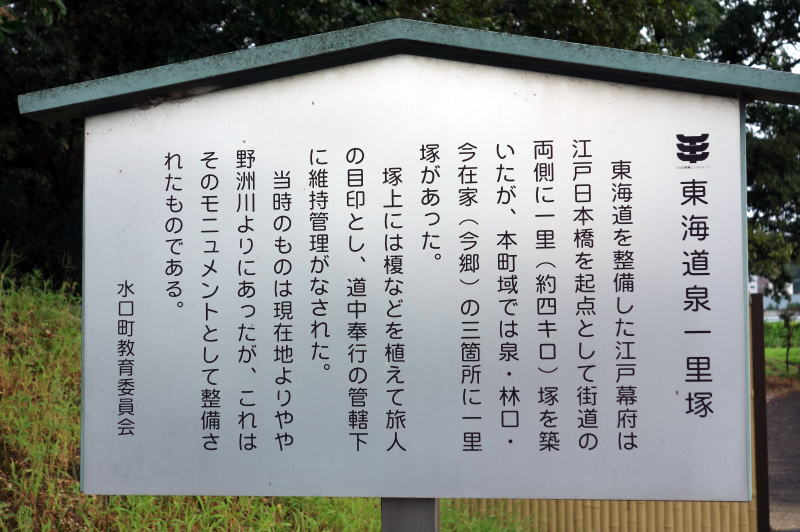 東海道泉一里塚
東海道を整備した江戸幕府は
江戸日本橋を起点として街道の
両側に一里（約四キロ）塚を築
いたが、本町域では泉・林口・
今在家（今郷）の三箇所に一里
塚があった。
塚上には榎などを植えて旅人
の目印とし、道中奉行の管轄下
に維持管理がなされた。
当時のものは現在地よりやや
野洲川よりにあったが、これは
そのモニュメントとして整備さ
れたものである。
水口町教育委員会